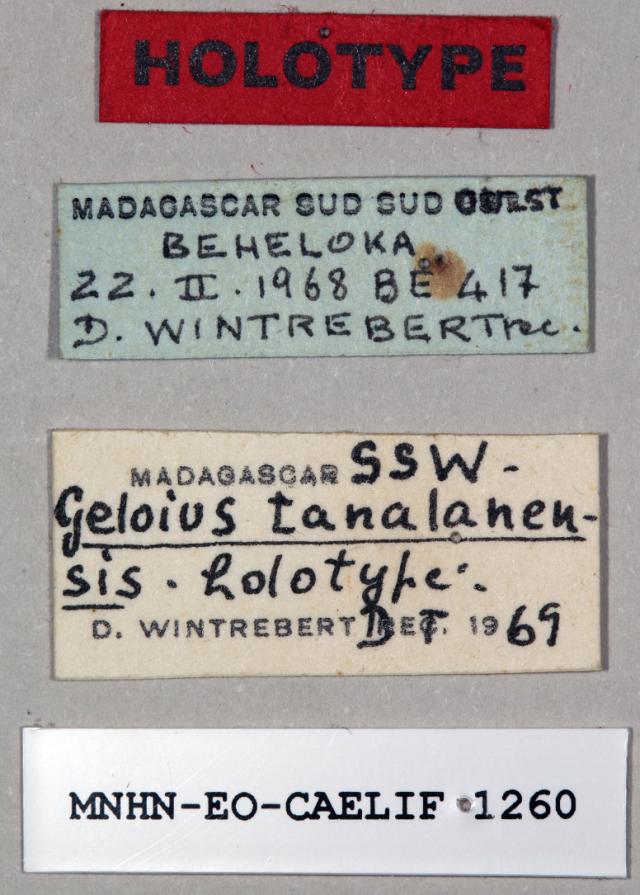 HOLOTYPE
MADAGASCAR SUD SUD OUEST
BEHELOKA
22. II. 1968 BE 417
D. WINTREBERT rec.
MADAGASCAR SSW-
Geloius tanalanen-
sis. holotype.
D. WINTREBERT DET. 1969
MNHN-EO-CAELIF 1260